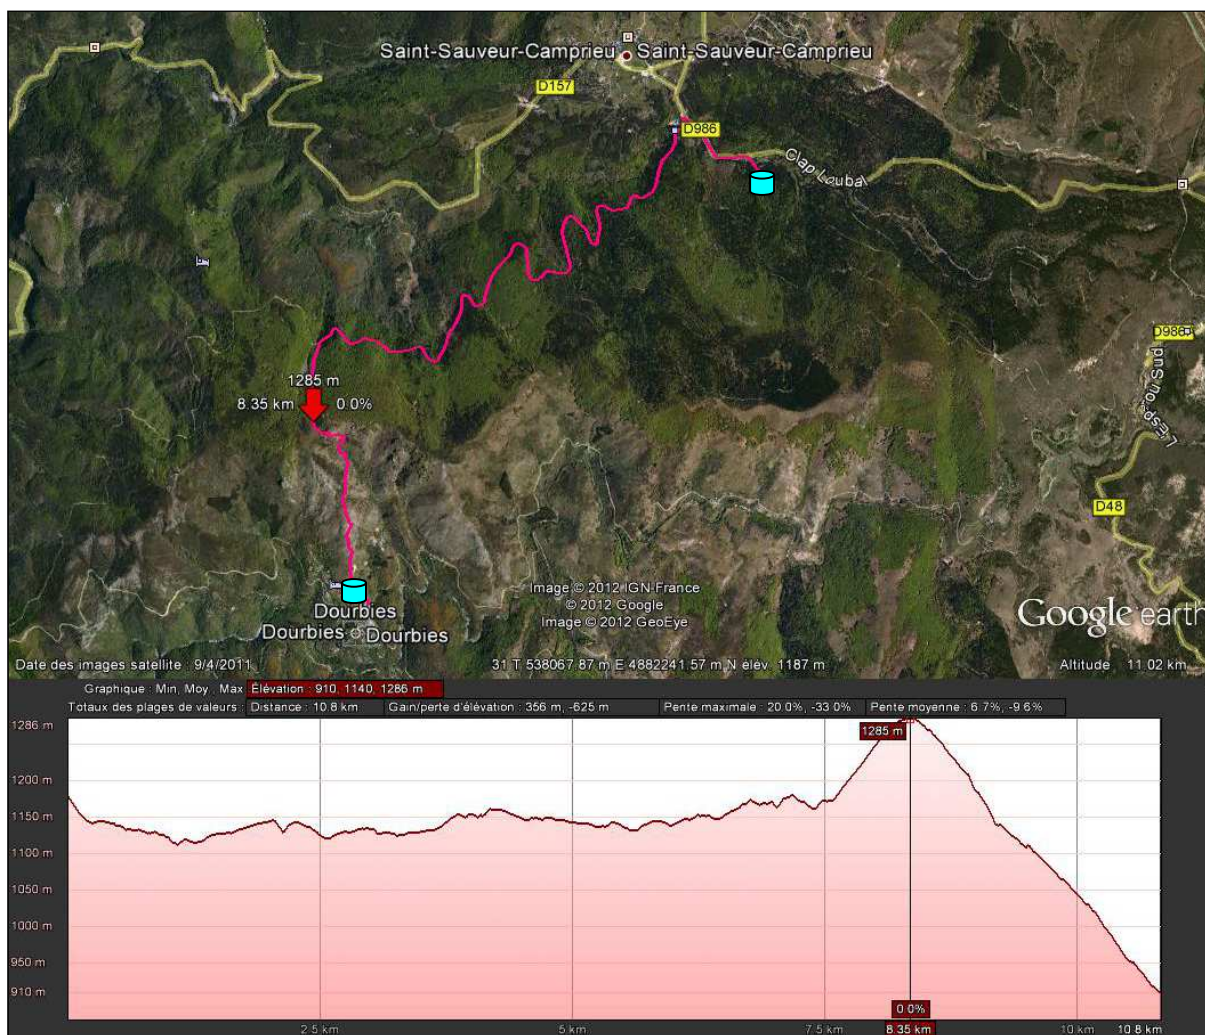 Saint-Sauveur-Camprieu Saint-Sauveur-Camprieu
D157
D986
Clap Loubal
D986
L'Esp
ou Sud
1285 m
8.35 km 0.0%
D48
Image © 2012 IGN-France
© 2012 Google
Image © 2012 GeoEye
Dourbies
Dourbies Dourbies
Google earth
Date des images satellite : 9/4/2011
31 T 538067 87 m E 4882241.57 m N élév 1187 m
Altitude 11.02 km
Graphique : Min, Moy, Max Élévation : 910, 1140, 1286 m
Totaux des plages de valeurs : Distance : 10.8 km Gain/perte d'élévation : 356 m, -625 m Pente maximale : 20.0%, -33.0% Pente moyenne : 6.7%, -9.6%
1286 m
1285 m
1200 m
1150 m
1100 m
1050 m
1000 m
950 m
910 m
0.0%
2.5 km 5 km 7.5 km 8.35 km 10 km 10.8 km